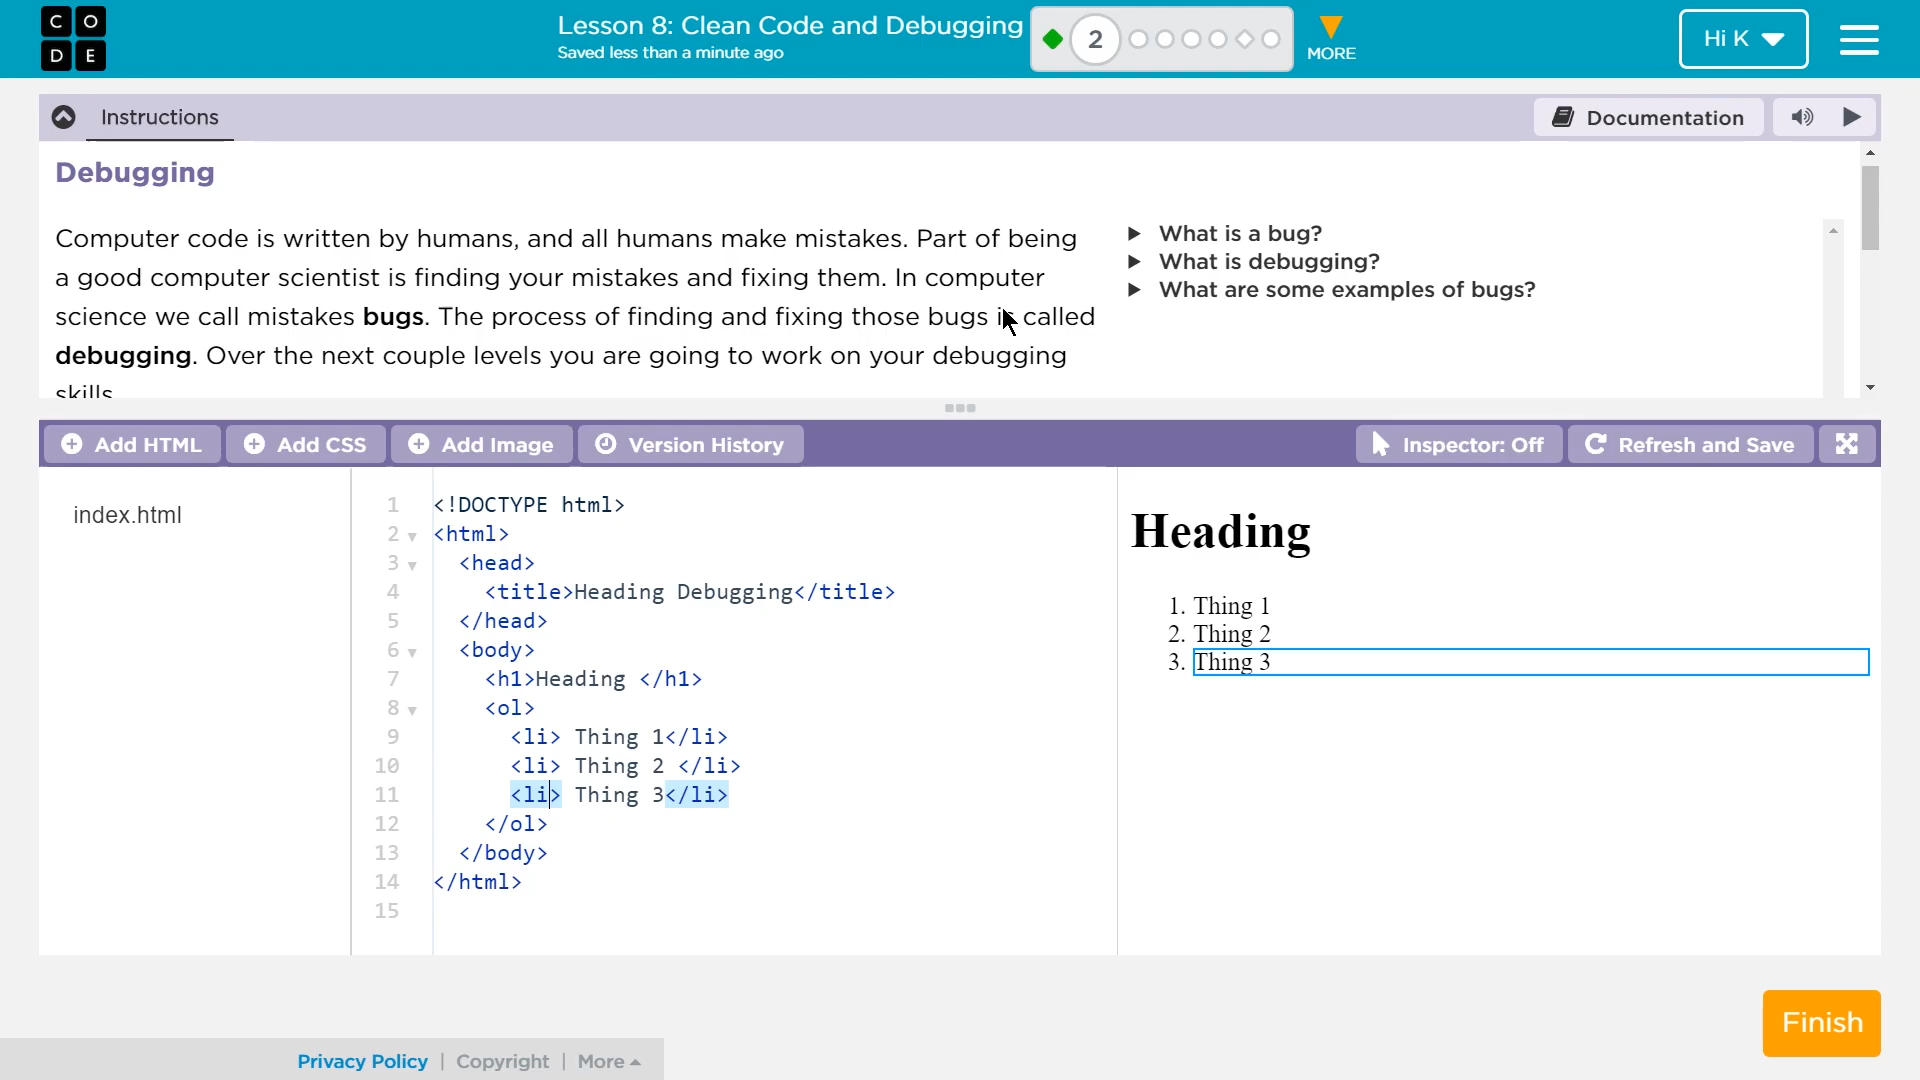 C O
D E
Lesson 8: Clean Code and Debugging
Saved less than a minute ago
2
MORE
Hi K
Instructions
Documentation
Debugging
Computer code is written by humans, and all humans make mistakes. Part of being
a good computer scientist is finding your mistakes and fixing them. In computer
science we call mistakes bugs. The process of finding and fixing those bugs is called
debugging. Over the next couple levels you are going to work on your debugging
skills.
What is a bug?
What is debugging?
What are some examples of bugs?
Add HTML
Add CSS
Add Image
Version History
Inspector: Off
Refresh and Save
index.html
1 <!DOCTYPE html>
2 <html>
3 <head>
4 <title>Heading Debugging</title>
5 </head>
6 <body>
7 <h1>Heading </h1>
8 <ol>
9 <li> Thing 1</li>
10 <li> Thing 2 </li>
11 <li> Thing 3</li>
12 </ol>
13 </body>
14 </html>
15
Heading
1. Thing 1
2. Thing 2
3. Thing 3
Finish
Privacy Policy | Copyright | More